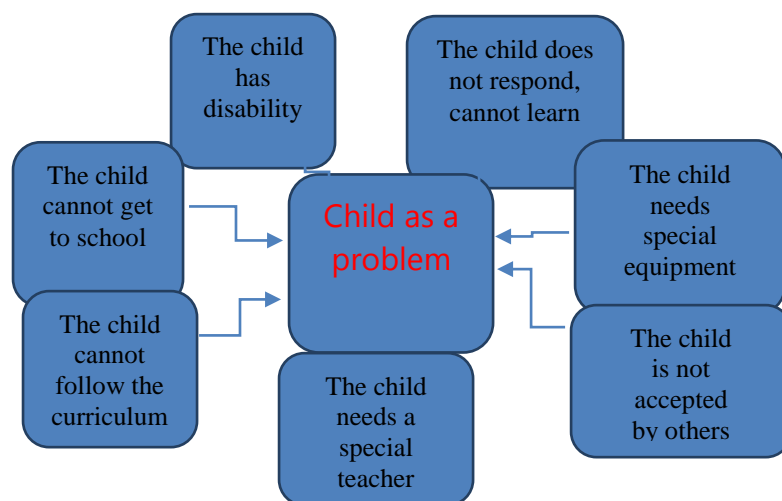 The child
has
disability
The child does
not respond,
cannot learn
The child
cannot get
to school
Child as a
problem
The child
needs
special
equipment
The child
cannot
follow the
curriculum
The child
needs a
special
teacher
The child
is not
accepted
by others